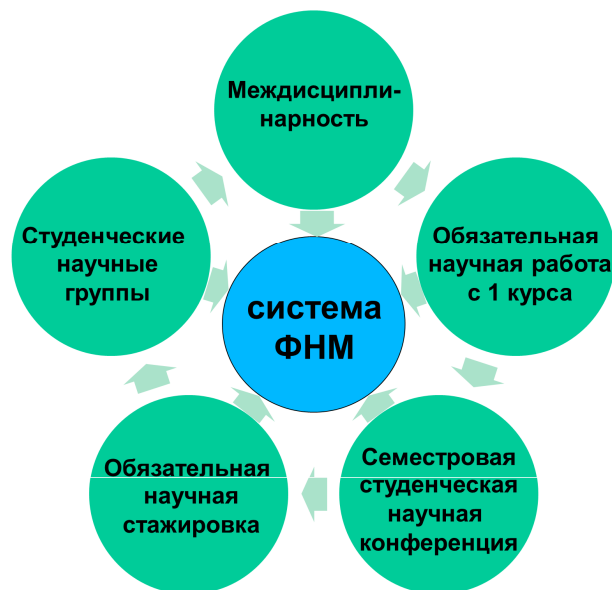 Междисципли-
нарность
Студенческие
научные
группы
Обязательная
научная работа
с 1 курса
система
ФНМ
Обязательная
научная
стажировка
Семестровая
студенческая
научная
конференция